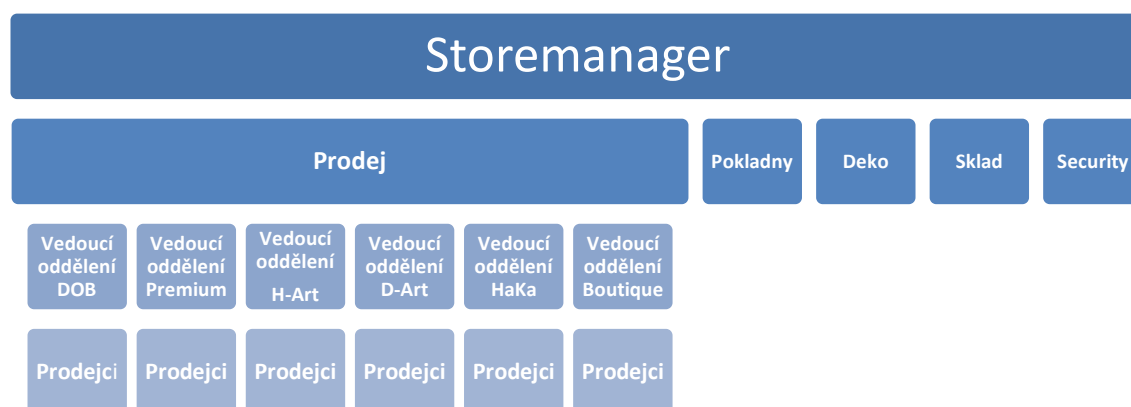 Storemanager
Prodej
Pokladny
Deko
Sklad
Security
Vedoucí
oddělení
DOB
Vedoucí
oddělení
Premium
Vedoucí
oddělení
H-Art
Vedoucí
oddělení
D-Art
Vedoucí
oddělení
HaKa
Vedoucí
oddělení
Boutique
Prodejci
Prodejci
Prodejci
Prodejci
Prodejci
Prodejci